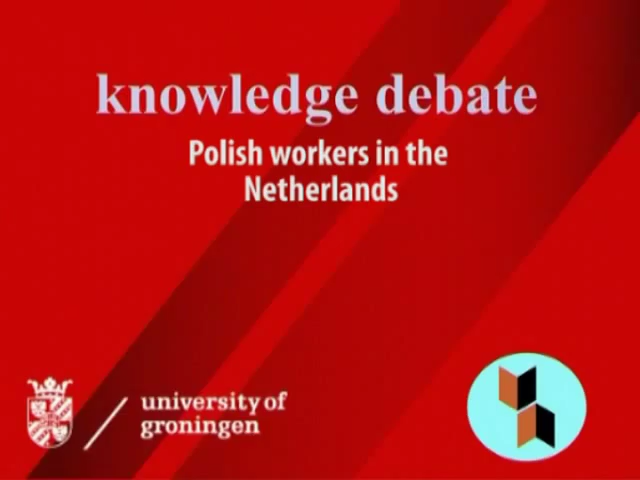 knowledge debate
Polish workers in the
Netherlands
university of
groningen